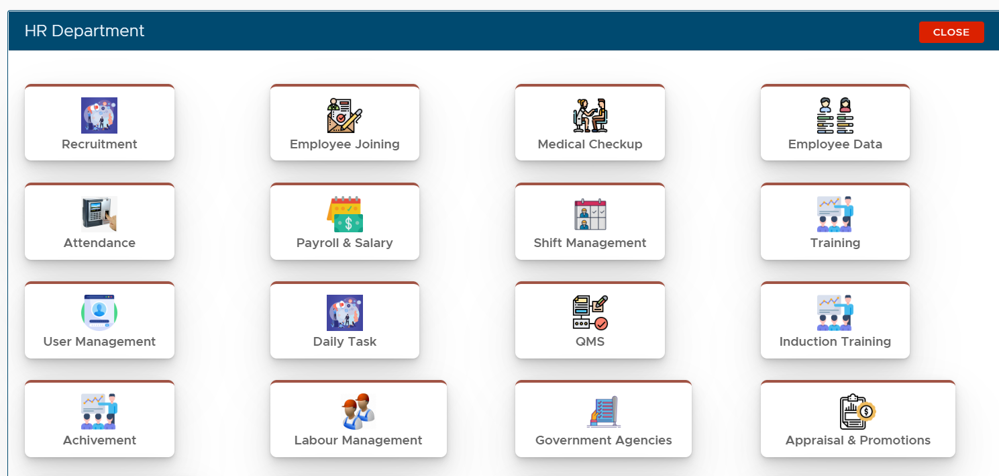 HR Department
CLOSE
Recruitment
Employee Joining
Medical Checkup
Employee Data
Attendance
Payroll & Salary
Shift Management
Training
User Management
Daily Task
QMS
Induction Training
Achivement
Labour Management
Government Agencies
Appraisal & Promotions